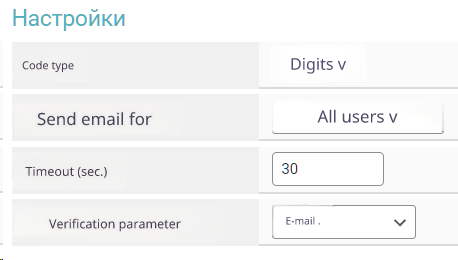 Настройки
Code type
Digits v
Send email for
All users v
Timeout (sec.)
30
Verification parameter
E-mail .